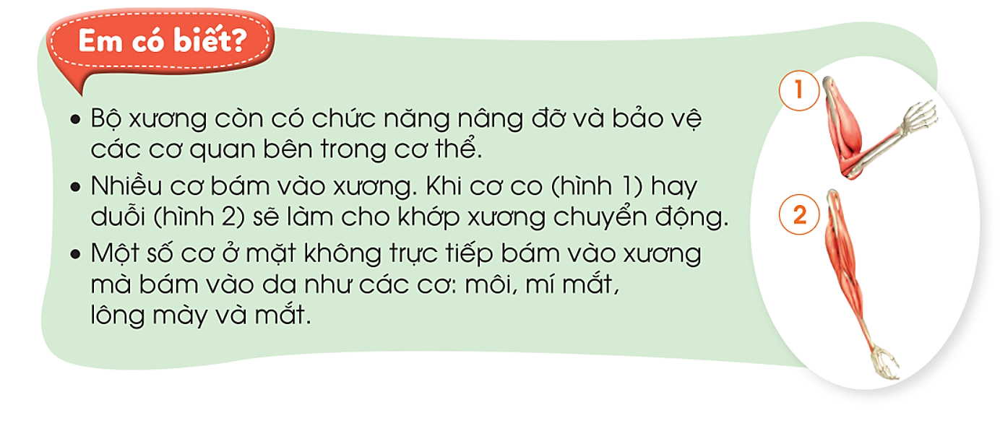 Em có biết?
• Bộ xương còn có chức năng nâng đỡ và bảo vệ
các cơ quan bên trong cơ thể.
• Nhiều cơ bám vào xương. Khi cơ co (hình 1) hay
duỗi (hình 2) sẽ làm cho khớp xương chuyển động.
• Một số cơ ở mặt không trực tiếp bám vào xương
mà bám vào da như các cơ: môi, mí mắt,
lông mày và mắt.
1
2